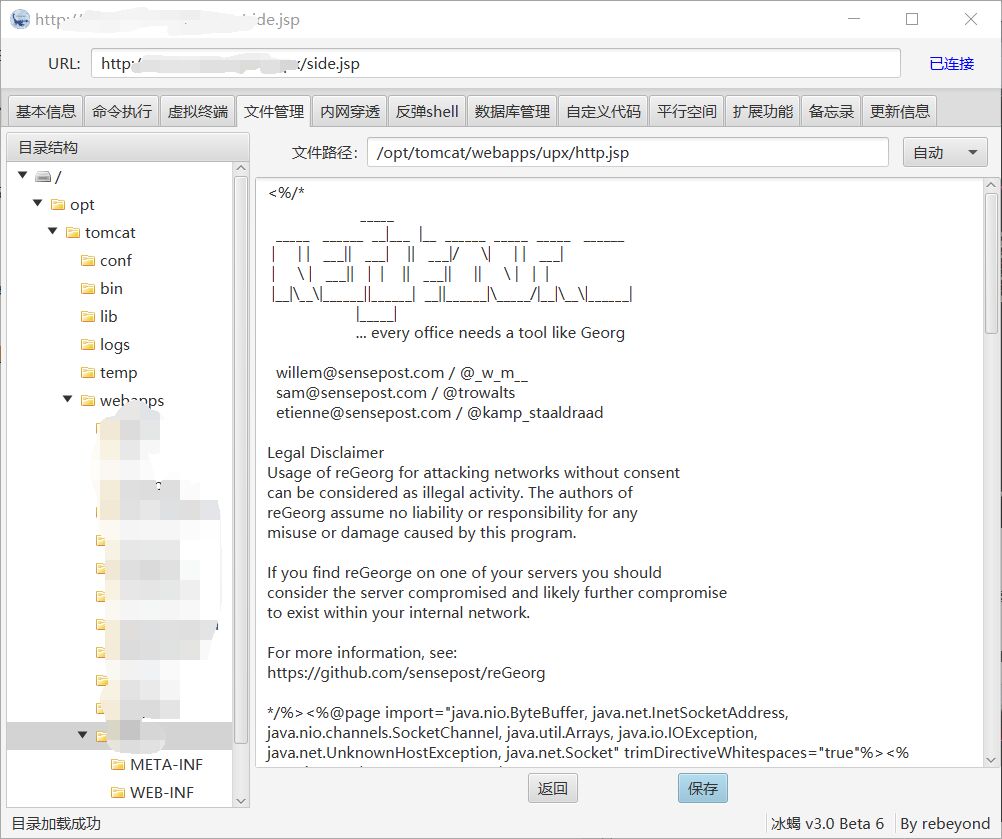 http:/
side.jsp
URL:
http:
x:/side.jsp
已连接
基本信息
命令执行
虚拟终端
文件管理
内网穿透
反弹shell
数据库管理
自定义代码
平行空间
扩展功能
备忘录
更新信息
目录结构
文件路径:
/opt/tomcat/webapps/upx/http.jsp
自动
/
opt
tomcat
conf
bin
lib
logs
temp
webapps
META-INF
WEB-INF
<%/*
                     _____
  _____   ______  __|___  |__  ______  _____  _____   ______
 |     | |   ___||   ___|    ||   ___|/     \|     | |   ___|
 |     \ |   ___||   |  |    ||   ___||     ||     \ |   |  |
 |__|\__\|______||______|  __||______|\_____/|__|\__\|______|
                    |_____|
... every office needs a tool like Georg
willem@sensepost.com / @_w_m__
sam@sensepost.com / @trowalts
etienne@sensepost.com / @kamp_staaldraad
Legal Disclaimer
Usage of reGeorg for attacking networks without consent
can be considered as illegal activity. The authors of
reGeorg assume no liability or responsibility for any
misuse or damage caused by this program.
If you find reGeorge on one of your servers you should
consider the server compromised and likely further compromise
to exist within your internal network.
For more information, see:
https://github.com/sensepost/reGeorg
*/%><%@page import="java.nio.ByteBuffer, java.net.InetSocketAddress,
java.nio.channels.SocketChannel, java.util.Arrays, java.io.IOException,
java.net.UnknownHostException, java.net.Socket" trimDirectiveWhitespaces="true"%><%
返回
保存
目录加载成功
冰蝎 v3.0 Beta 6
By rebeyond